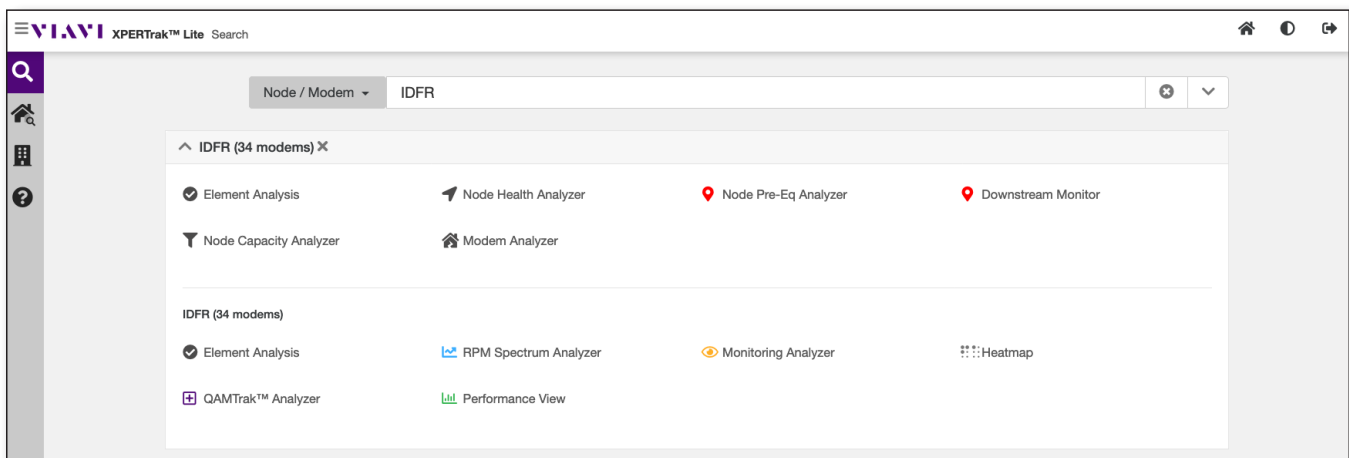 VIAVI XPERTrak™ Lite Search
Node / Modem IDFR
IDFR (34 modems)
Element Analysis Node Health Analyzer Node Pre-Eq Analyzer Downstream Monitor
Node Capacity Analyzer Modem Analyzer
IDFR (34 modems)
Element Analysis RPM Spectrum Analyzer Monitoring Analyzer Heatmap
QAMTrak™ Analyzer Performance View